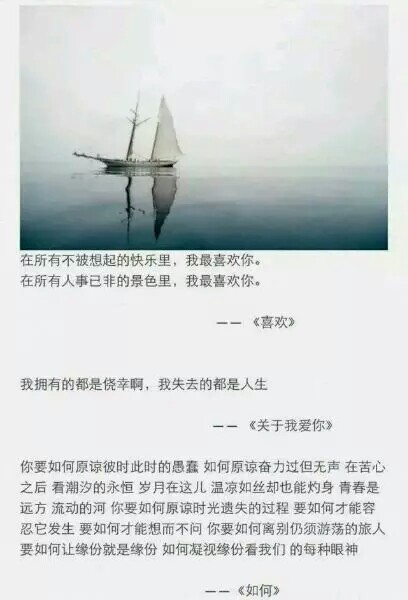 在所有不被想起的快乐里，我最喜欢你。
在所有人事已非的景色里，我最喜欢你。
—— 《喜欢》
我拥有的都是侥幸啊，我失去的都是人生
—— 《关于我爱你》
你要如何原谅彼时此时的愚蠢 如何原谅奋力过但无声 在苦心
之后 看潮汐的永恒 岁月在这儿 温凉如丝却也能灼身 青春是
远方 流动的河 你要如何原谅时光遗失的过程 要如何才能容
忍它发生 要如何才能想而不问 你要如何离别仍须游荡的旅人
要如何让缘份就是缘份 如何凝视缘份看我们 的每种眼神
—— 《如何》